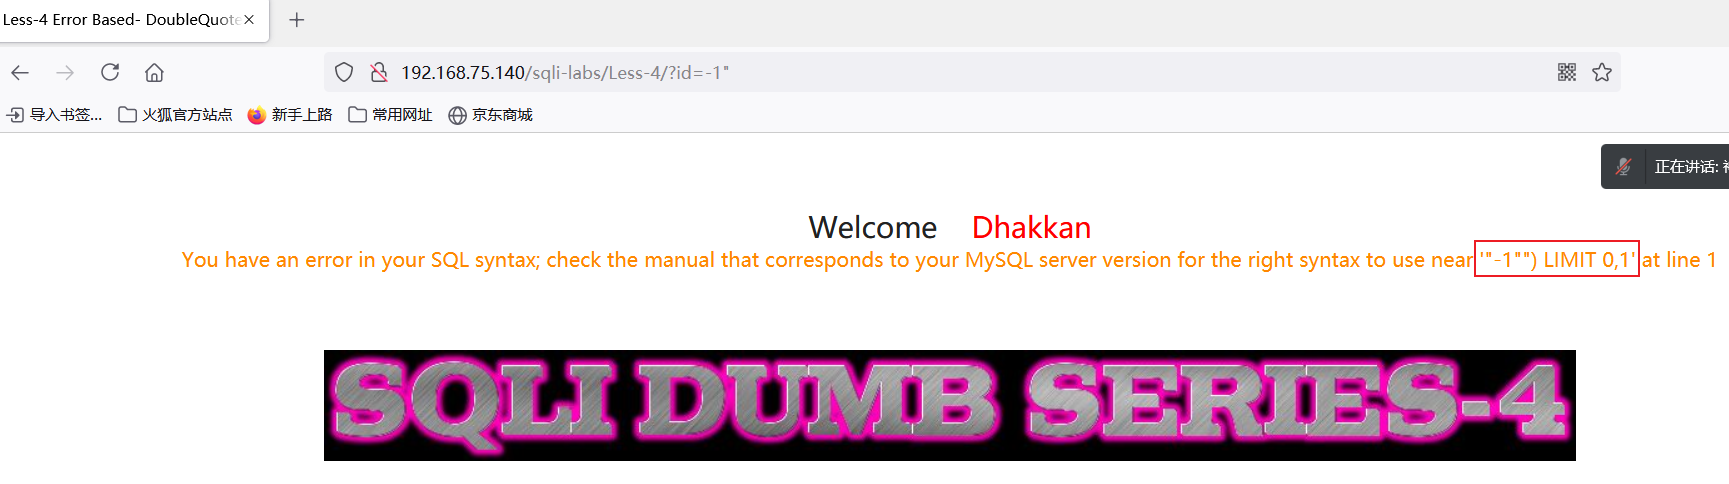 Less-4 Error Based- DoubleQuote
192.168.75.140/sqli-labs/Less-4/?id=-1"
导入书签... 火狐官方站点 新手上路 常用网址 京东商城
正在讲话:
Welcome Dhakkan
You have an error in your SQL syntax; check the manual that corresponds to your MySQL server version for the right syntax to use near '"-1"") LIMIT 0,1' at line 1
SQLI DUMB SERIES-4